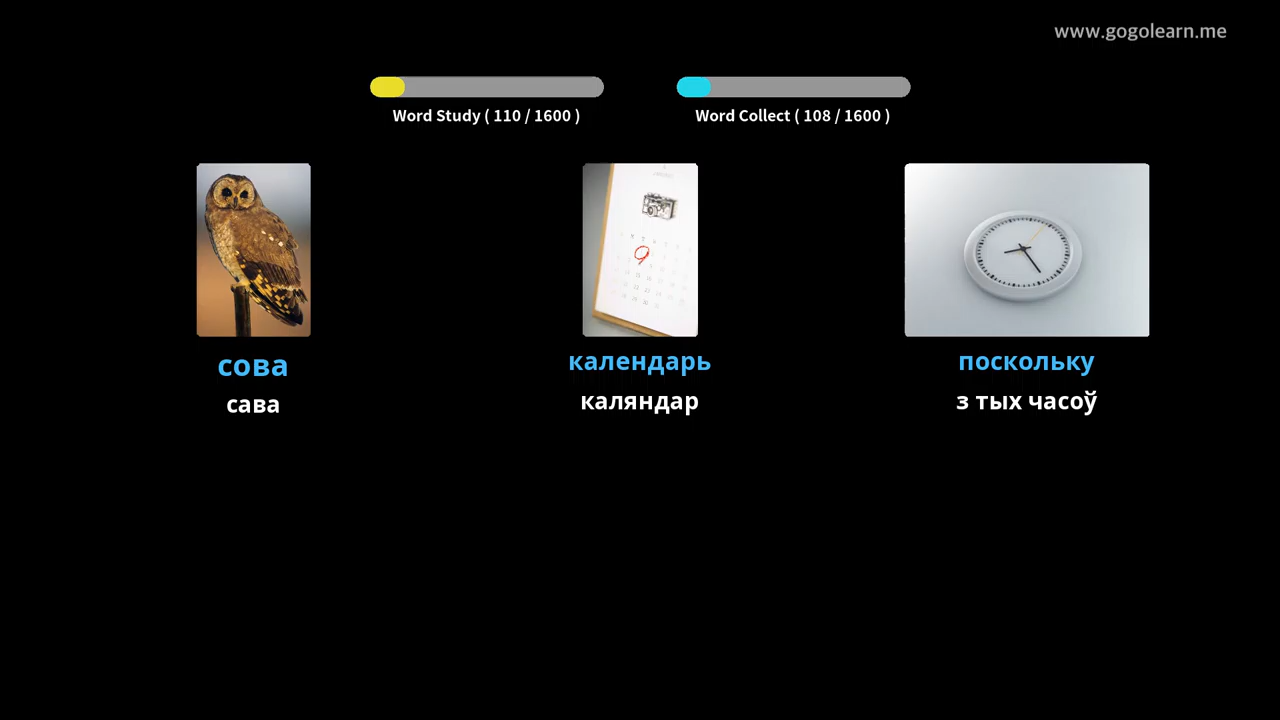 www.gogolearn.me
Word Study ( 110 / 1600 )
Word Collect ( 108 / 1600 )
сова
календарь
поскольку
сава
каляндар
з тых часоў